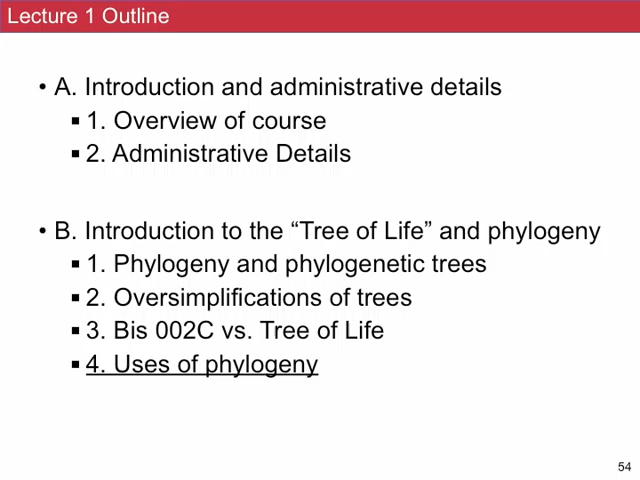 Lecture 1 Outline
• A. Introduction and administrative details
▪ 1. Overview of course
▪ 2. Administrative Details
• B. Introduction to the “Tree of Life” and phylogeny
▪ 1. Phylogeny and phylogenetic trees
▪ 2. Oversimplifications of trees
▪ 3. Bis 002C vs. Tree of Life
▪ 4. Uses of phylogeny
54